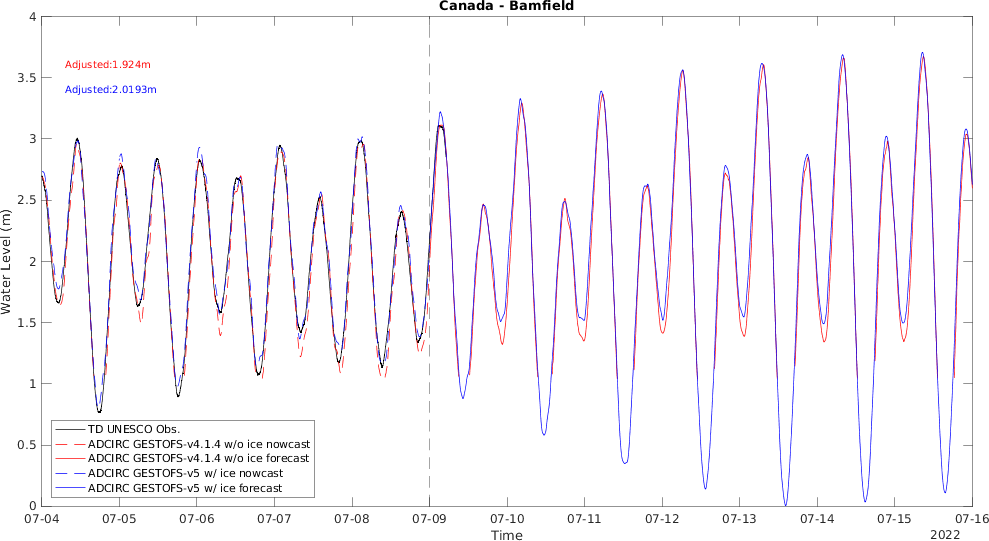 Canada - Bamfield
4
3.5
3
2.5
2
1.5
1
0.5
0
Water Level (m)
Adjusted:1.924m
Adjusted:2.0193m
TD UNESCO Obs.
ADCIRC GESTOFS-v4.1.4 w/o ice nowcast
ADCIRC GESTOFS-v4.1.4 w/o ice forecast
ADCIRC GESTOFS-v5 w/ ice nowcast
ADCIRC GESTOFS-v5 w/ ice forecast
07-04 07-05 07-06 07-07 07-08 07-09 07-10 07-11 07-12 07-13 07-14 07-15 07-16
Time
2022